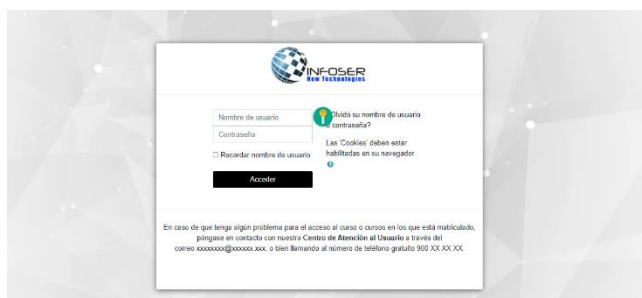 INFOSER
New Technologies
Nombre de usuario
Contraseña
Recordar nombre de usuario
Acceder
Olvidó su nombre de usuario
o contraseña?
Las 'Cookies' deben estar
habilitadas en su navegador
En caso de que tenga algún problema para el acceso al curso o cursos en los que está matriculado,
póngase en contacto con nuestro Centro de Atención al Usuario a través del
correo xxxxxxxx@xxxxxx.xxx, o bien llamando al número de teléfono gratuito 900 XX XX XX.